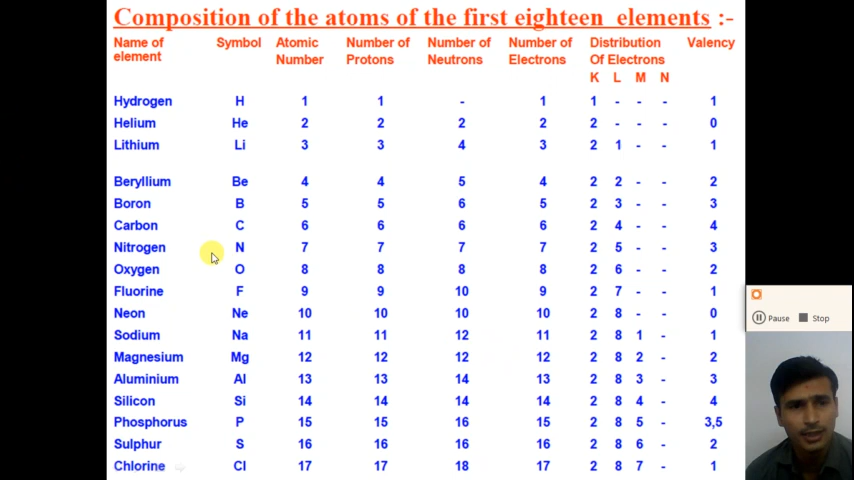 Composition of the atoms of the first eighteen elements :-
Name of element Symbol Atomic Number Number of Protons Number of Neutrons Number of Electrons Distribution Of Electrons Valency
K L M N
Hydrogen H 1 1 - 1 1 - - - 1
Helium He 2 2 2 2 2 - - - 0
Lithium Li 3 3 4 3 2 1 - - 1
Beryllium Be 4 4 5 4 2 2 - - 2
Boron B 5 5 6 5 2 3 - - 3
Carbon C 6 6 6 6 2 4 - - 4
Nitrogen N 7 7 7 7 2 5 - - 3
Oxygen O 8 8 8 8 2 6 - - 2
Fluorine F 9 9 10 9 2 7 - - 1
Neon Ne 10 10 10 10 2 8 - - 0
Sodium Na 11 11 12 11 2 8 1 - 1
Magnesium Mg 12 12 12 12 2 8 2 - 2
Aluminium Al 13 13 14 13 2 8 3 - 3
Silicon Si 14 14 14 14 2 8 4 - 4
Phosphorus P 15 15 16 15 2 8 5 - 3,5
Sulphur S 16 16 16 16 2 8 6 - 2
Chlorine Cl 17 17 18 17 2 8 7 - 1
Pause Stop